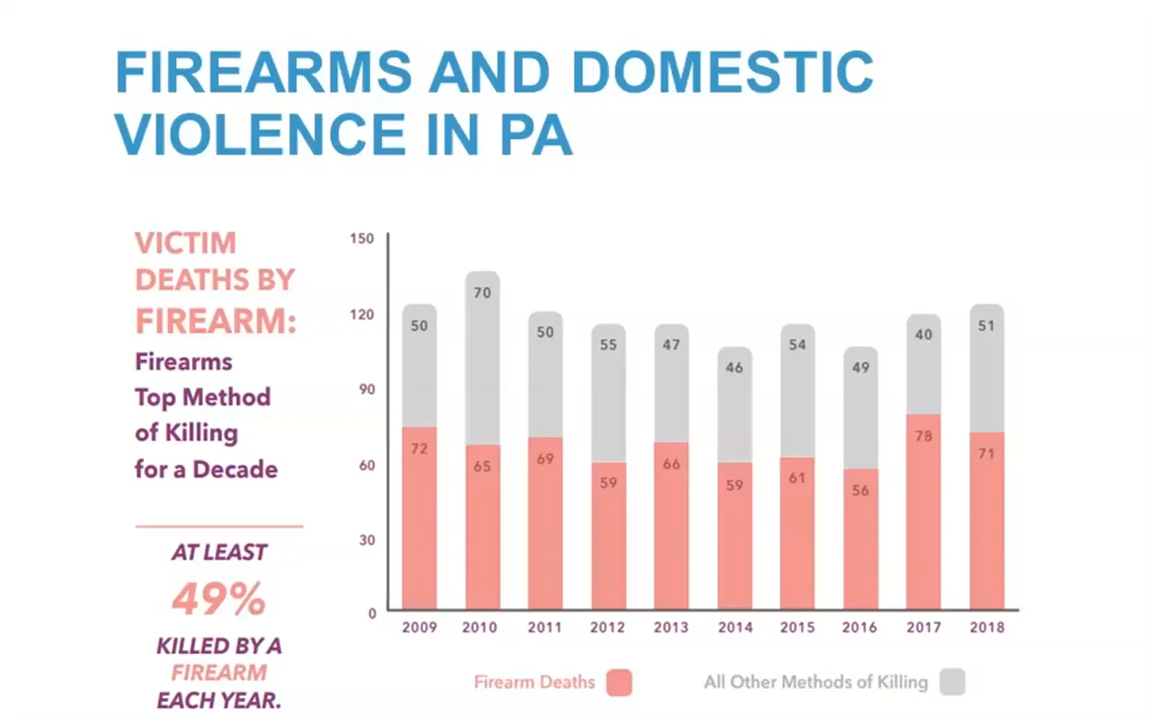 FIREARMS AND DOMESTIC
VIOLENCE IN PA
VICTIM
DEATHS BY
FIREARM:
Firearms
Top Method
of Killing
for a Decade
AT LEAST
49%
KILLED BY A
FIREARM
EACH YEAR.
150
120
90
60
30
0
50 70 50 55 47 46 54 49 40 51
72 65 69 59 66 59 61 56 78 71
2009 2010 2011 2012 2013 2014 2015 2016 2017 2018
Firearm Deaths All Other Methods of Killing